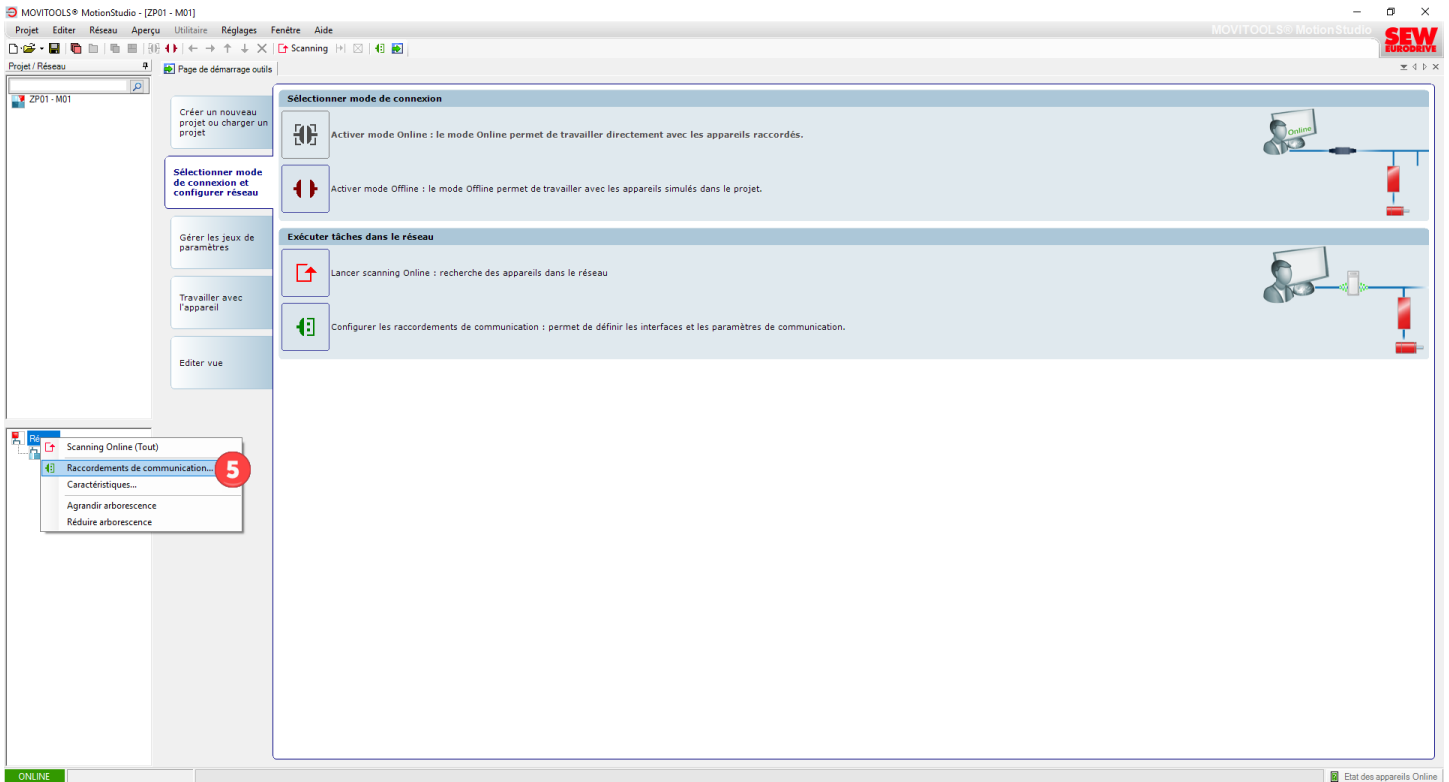 MOVITOOLS® MotionStudio - [ZP01 - M01]
Projet Editer Réseau Aperçu Utilitaire Réglages Fenêtre Aide
MOVITOOLS® MotionStudio
SEW
EURODRIVE
Scanning
Projet / Réseau
Page de démarrage outils
ZP01 - M01
Créer un nouveau
projet ou charger un
projet
Sélectionner mode
de connexion et
configurer réseau
Gérer les jeux de
paramètres
Travailler avec
l'appareil
Editer vue
Sélectionner mode de connexion
Activer mode Online : le mode Online permet de travailler directement avec les appareils raccordés.
Online
Activer mode Offline : le mode Offline permet de travailler avec les appareils simulés dans le projet.
Exécuter tâches dans le réseau
Lancer scanning Online : recherche des appareils dans le réseau
Configurer les raccordements de communication : permet de définir les interfaces et les paramètres de communication.
Scanning Online (Tout)
Raccordements de communication...
5
Caractéristiques...
Agrandir arborescence
Réduire arborescence
ONLINE
Etat des appareils Online